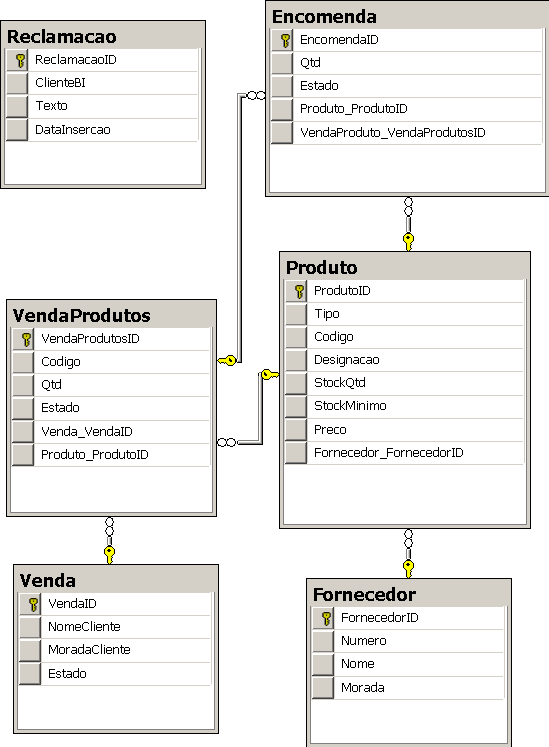 Reclamacao
ReclamacaoID
ClienteBI
Texto
DataInsercao
Encomenda
EncomendaID
Qtd
Estado
Produto_ProdutoID
VendaProduto_VendaProdutosID
Produto
ProdutoID
Tipo
Codigo
Designacao
StockQtd
StockMinimo
Preco
Fornecedor_FornecedorID
VendaProdutos
VendaProdutosID
Codigo
Qtd
Estado
Venda_VendaID
Produto_ProdutoID
Venda
VendaID
NomeCliente
MoradaCliente
Estado
Fornecedor
FornecedorID
Numero
Nome
Morada